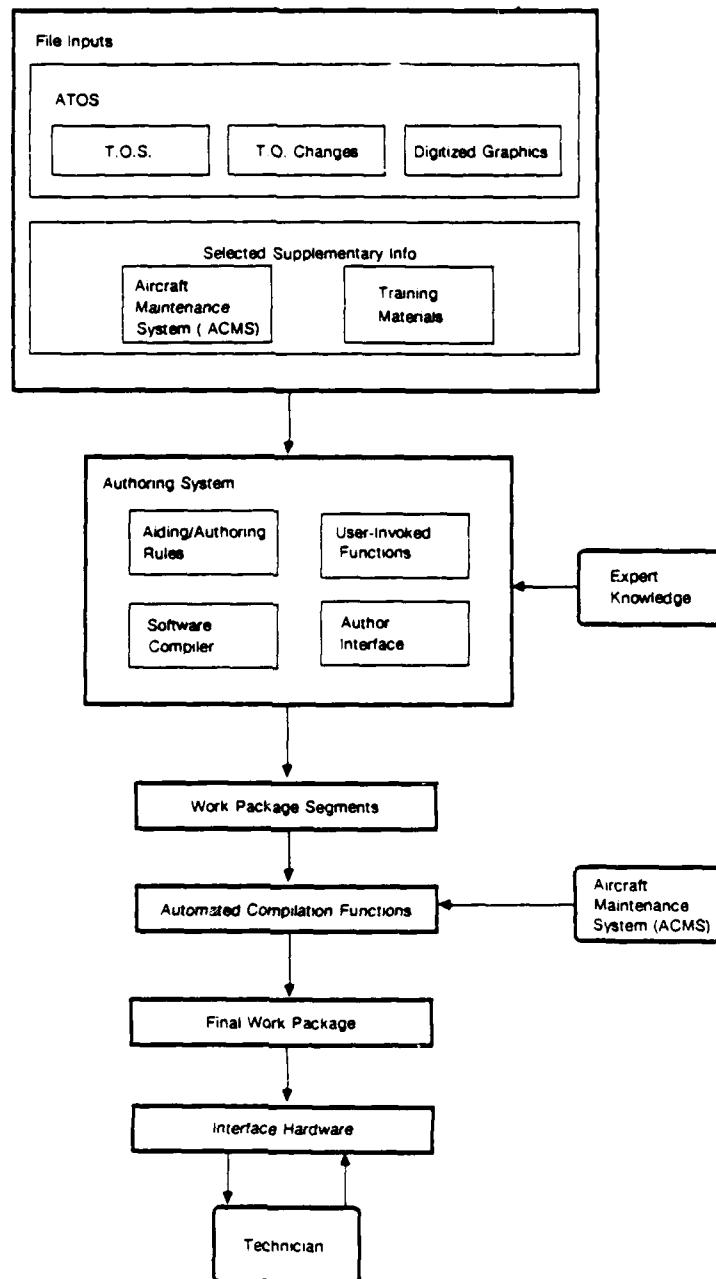 File Inputs
ATOS
T.O.S.
T.O. Changes
Digitized Graphics
Selected Supplementary Info
Aircraft
Maintenance
System ( ACMS)
Training
Materials
Authoring System
Aiding/Authoring
Rules
User-Invoked
Functions
Software
Compiler
Author
Interface
Expert
Knowledge
Work Package Segments
Automated Compilation Functions
Aircraft
Maintenance
System (ACMS)
Final Work Package
Interface Hardware
Technician